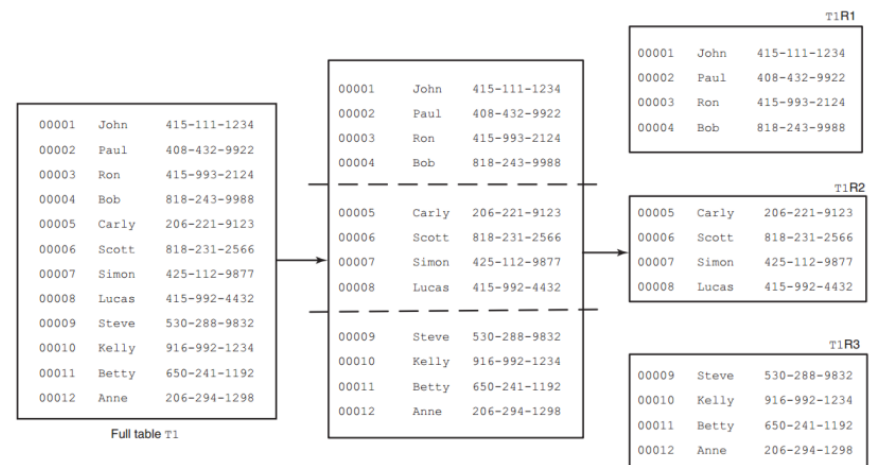 00001 John 415-111-1234
00002 Paul 408-432-9922
00003 Ron 415-993-2124
00004 Bob 818-243-9988
00005 Carly 206-221-9123
00006 Scott 818-231-2566
00007 Simon 425-112-9877
00008 Lucas 415-992-4432
00009 Steve 530-288-9832
00010 Kelly 916-992-1234
00011 Betty 650-241-1192
00012 Anne 206-294-1298
Full table T1
00001 John 415-111-1234
00002 Paul 408-432-9922
00003 Ron 415-993-2124
00004 Bob 818-243-9988
00005 Carly 206-221-9123
00006 Scott 818-231-2566
00007 Simon 425-112-9877
00008 Lucas 415-992-4432
00009 Steve 530-288-9832
00010 Kelly 916-992-1234
00011 Betty 650-241-1192
00012 Anne 206-294-1298
T1R1
00001 John 415-111-1234
00002 Paul 408-432-9922
00003 Ron 415-993-2124
00004 Bob 818-243-9988
T1R2
00005 Carly 206-221-9123
00006 Scott 818-231-2566
00007 Simon 425-112-9877
00008 Lucas 415-992-4432
T1R3
00009 Steve 530-288-9832
00010 Kelly 916-992-1234
00011 Betty 650-241-1192
00012 Anne 206-294-1298